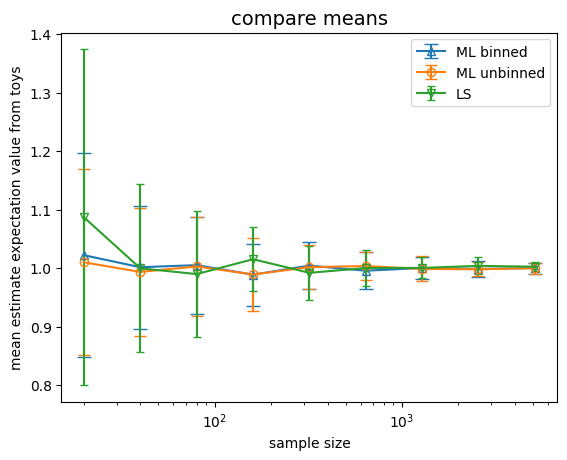 compare means
ML binned
ML unbinned
LS
mean estimate expectation value from toys
1.4
1.3
1.2
1.1
1.0
0.9
0.8
10²
10³
sample size